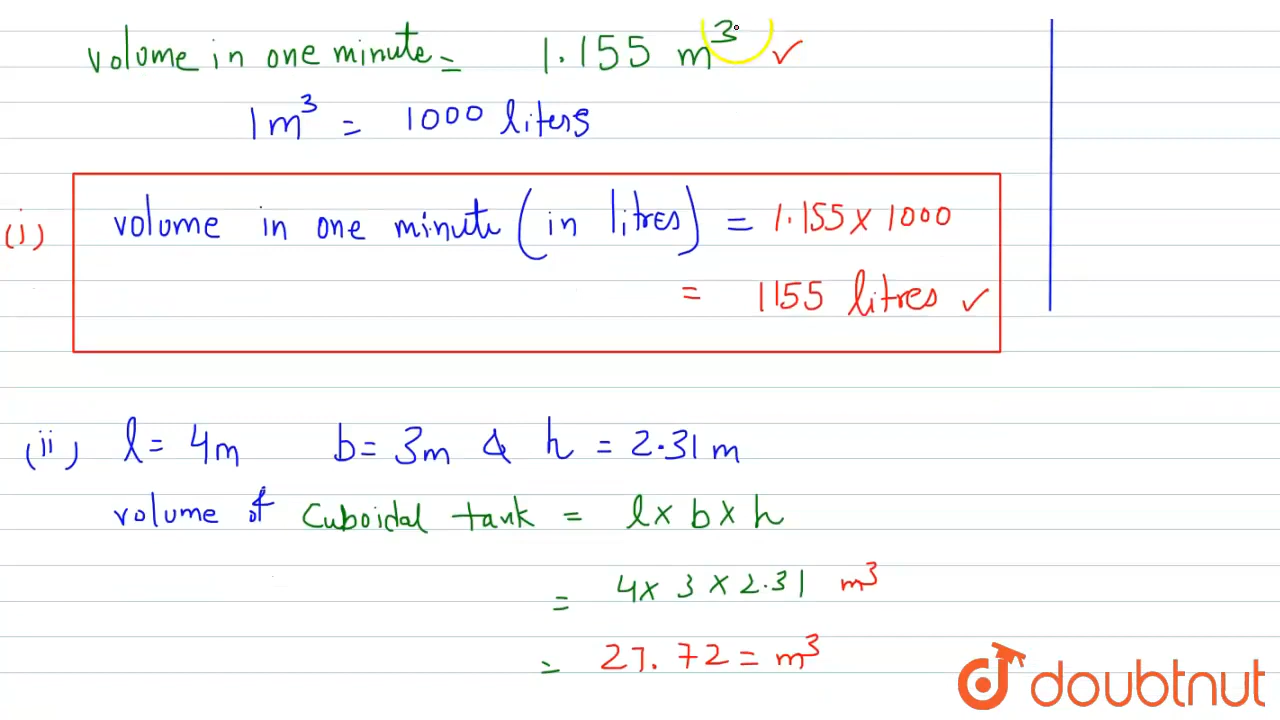 volume in one minute = 1.155 m³ ✓
1m³ = 1000 liters
(i) volume in one minute (in litres) = 1.155 x 1000
= 1155 litres ✓
(ii) l = 4m b = 3m & h = 2.31 m
volume of Cuboidal tank = l x b x h
= 4 x 3 x 2.31 m³
= 27.72 = m³
doubtnut